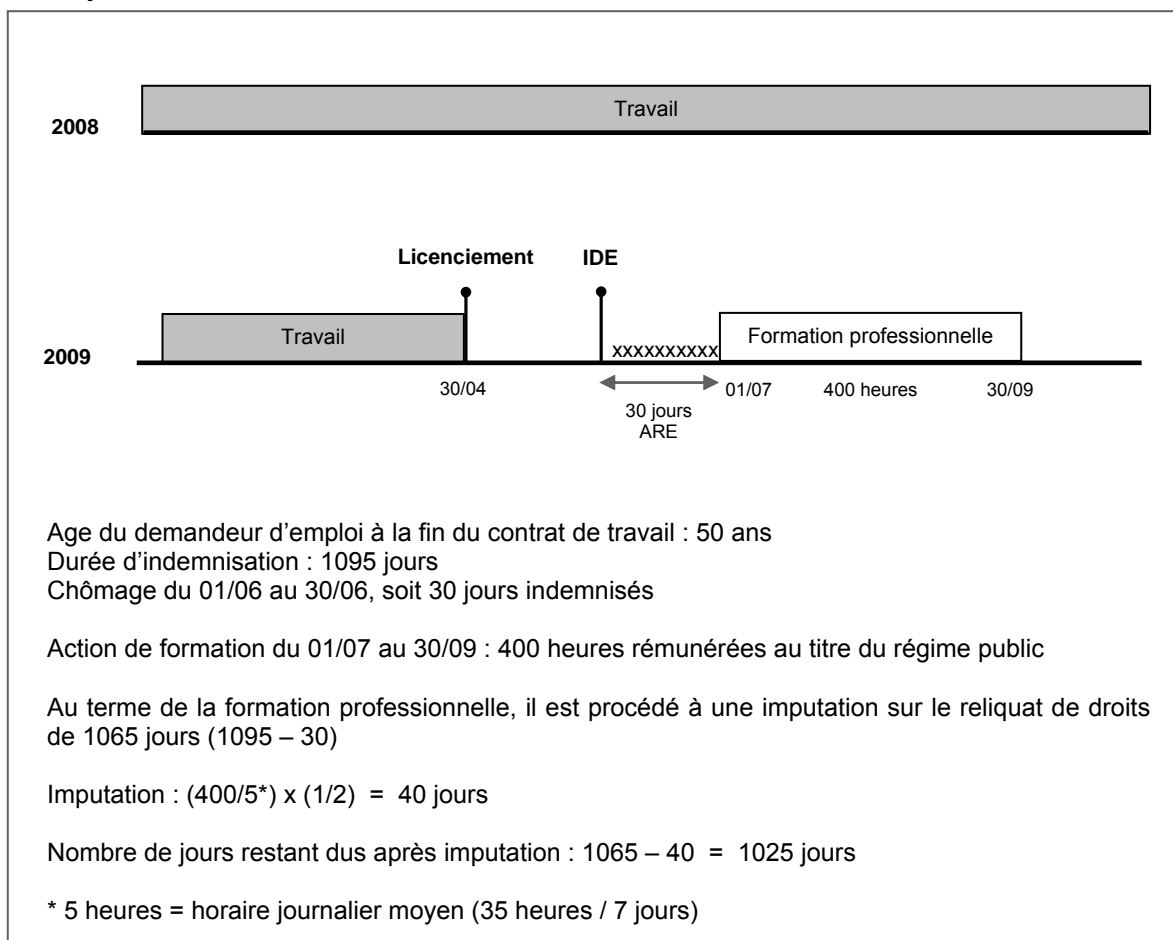 Travail
2008
Licenciement IDE
Travail
xxxxxxxxxx
Formation professionnelle
2009
30/04
01/07 400 heures 30/09
30 jours
ARE
Age du demandeur d’emploi à la fin du contrat de travail : 50 ans
Durée d’indemnisation : 1095 jours
Chômage du 01/06 au 30/06, soit 30 jours indemnisés
Action de formation du 01/07 au 30/09 : 400 heures rémunérées au titre du régime public
Au terme de la formation professionnelle, il est procédé à une imputation sur le reliquat de droits
de 1065 jours (1095 – 30)
Imputation : (400/5*) x (1/2) = 40 jours
Nombre de jours restant dus après imputation : 1065 – 40 = 1025 jours
* 5 heures = horaire journalier moyen (35 heures / 7 jours)